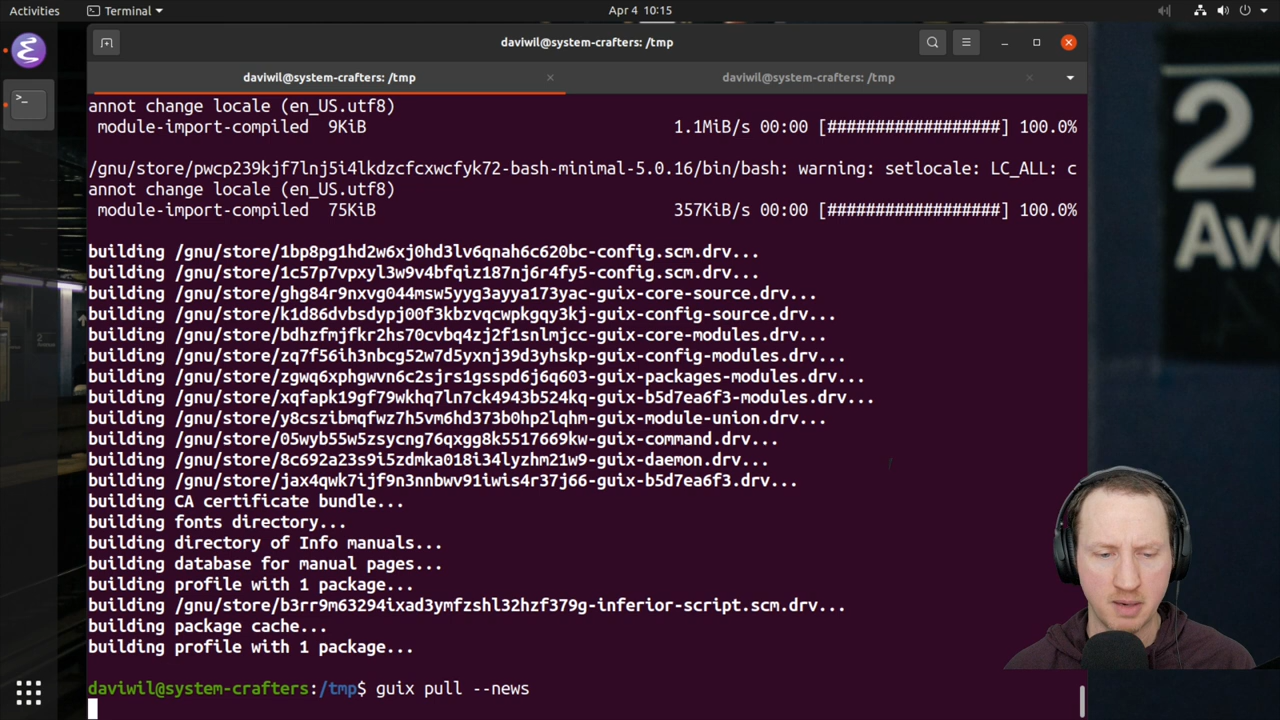 Activities
Terminal
Apr 4 10:15
daviwil@system-crafters: /tmp
daviwil@system-crafters: /tmp
daviwil@system-crafters: /tmp
annot change locale (en_US.utf8)
module-import-compiled 9KiB 1.1MiB/s 00:00 [##################] 100.0%
/gnu/store/pwcp239kjf7lnj5i4lkdzcfcxwcfyk72-bash-minimal-5.0.16/bin/bash: warning: setlocale: LC_ALL: c
annot change locale (en_US.utf8)
module-import-compiled 75KiB 357KiB/s 00:00 [##################] 100.0%
building /gnu/store/1bp8pg1hd2w6xj0hd3lv6qnah6c620bc-config.scm.drv...
building /gnu/store/1c57p7vpxyl3w9v4bfqiz187nj6r4fy5-config.scm.drv...
building /gnu/store/ghg84r9nxvg044msw5yyg3ayya173yac-guix-core-source.drv...
building /gnu/store/k1d86dvbsdypj00f3kbzvqcwpkgqy3kj-guix-config-source.drv...
building /gnu/store/bdhzfmjfkr2hs70cvbq4zj2f1snlmjcc-guix-core-modules.drv...
building /gnu/store/zq7f56ih3nbcg52w7d5yxnj39d3yhskp-guix-config-modules.drv...
building /gnu/store/zgwq6xphgwvn6c2sjrs1gsspd6j6q603-guix-packages-modules.drv...
building /gnu/store/xqfapk19gf79wkhq7ln7ck4943b524kq-guix-b5d7ea6f3-modules.drv...
building /gnu/store/y8cszibmqfwz7h5vm6hd373b0hp2lqhm-guix-module-union.drv...
building /gnu/store/05wyb55w5zsycng76qxgg8k5517669kw-guix-command.drv...
building /gnu/store/8c692a23s9i5zdmka018i34lyzhm21w9-guix-daemon.drv...
building /gnu/store/jax4qwk7ijf9n3nnbwv91iwis4r37j66-guix-b5d7ea6f3.drv...
building CA certificate bundle...
building fonts directory...
building directory of Info manuals...
building database for manual pages...
building profile with 1 package...
building /gnu/store/b3rr9m63294ixad3ymfzshl32hzf379g-inferior-script.scm.drv...
building package cache...
building profile with 1 package...
daviwil@system-crafters:/tmp$ guix pull --news
2
Av